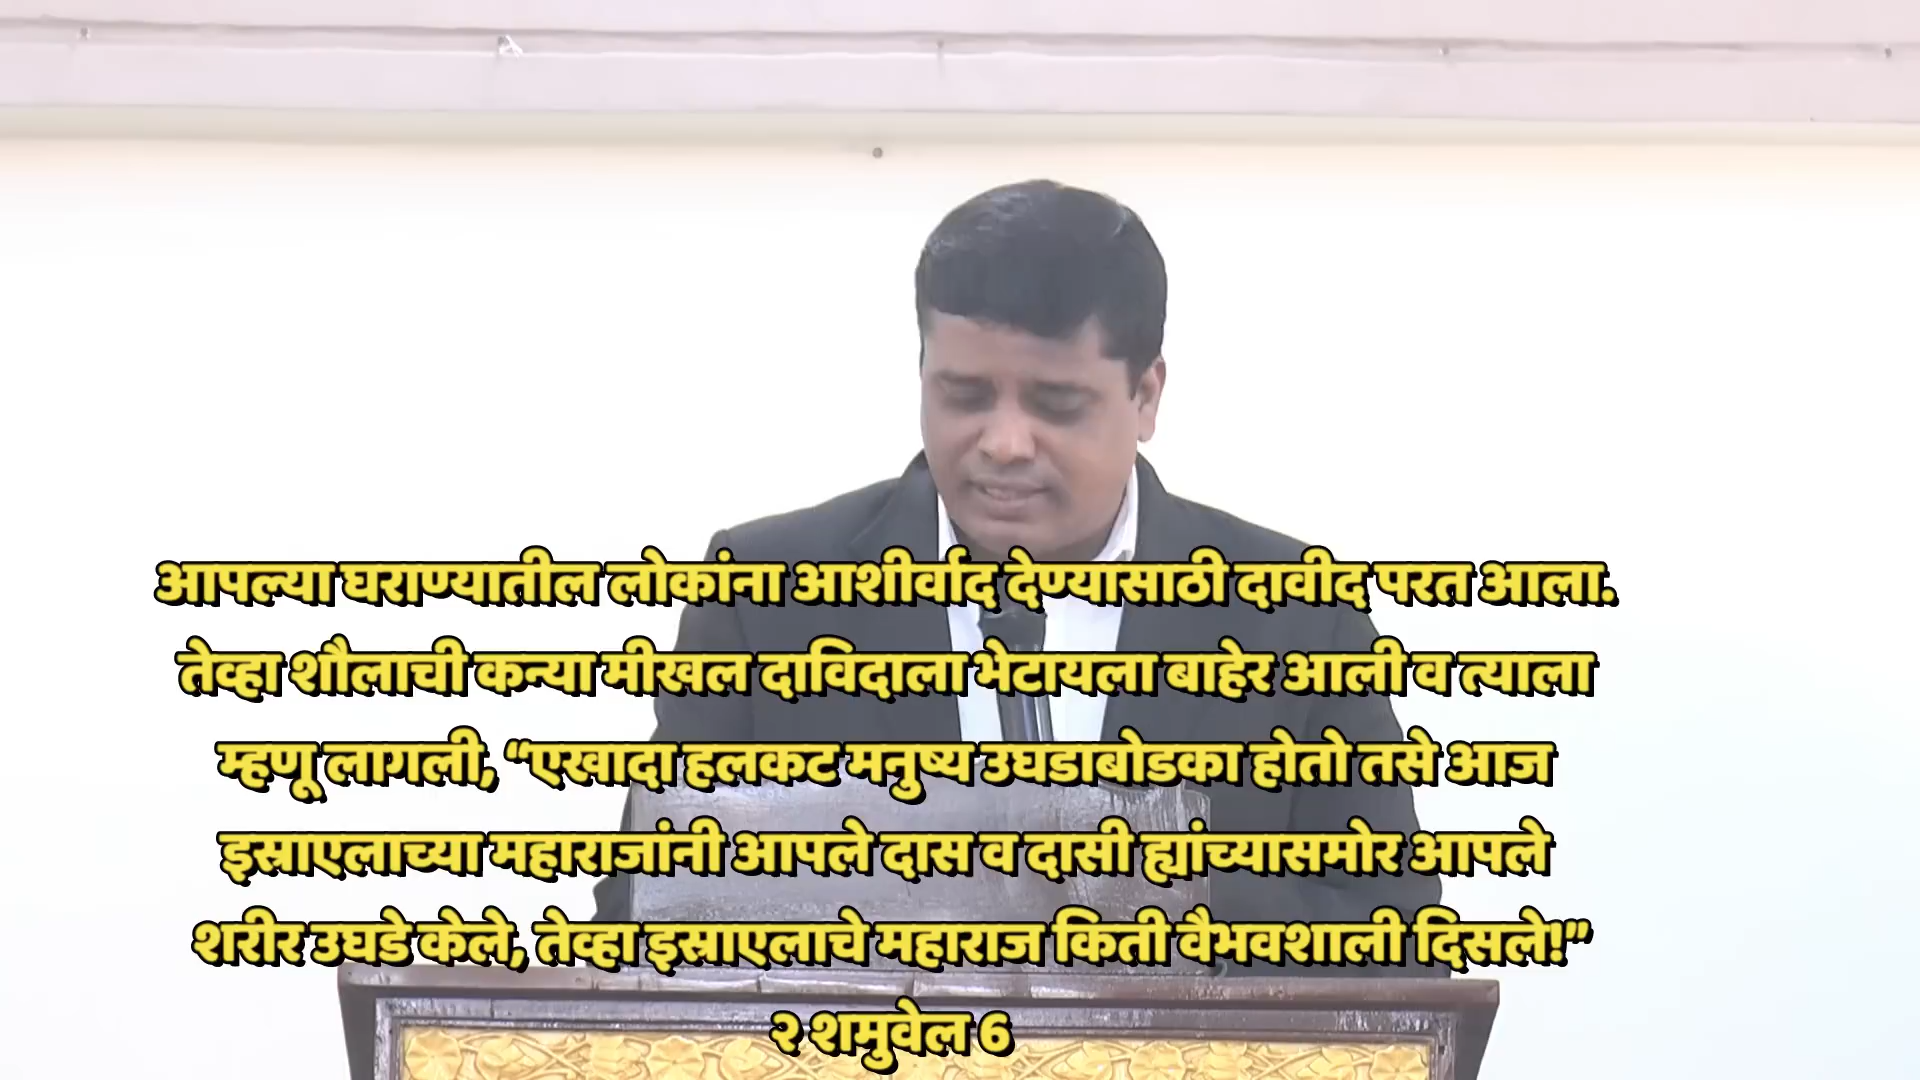 आपल्या घराण्यातील लोकांना आशीर्वाद देण्यासाठी दावीद परत आला.
तेव्हा शौलाची कन्या मीखल दाविदाला भेटायला बाहेर आली व त्याला
म्हणू लागली, “एखादा हलकट मनुष्य उघडाबोडका होतो तसे आज
इस्राएलाच्या महाराजांनी आपले दास व दासी ह्यांच्यासमोर आपले
शरीर उघडे केले, तेव्हा इस्राएलाचे महाराज किती वैभवशाली दिसले!”
२ शमुवेल 6